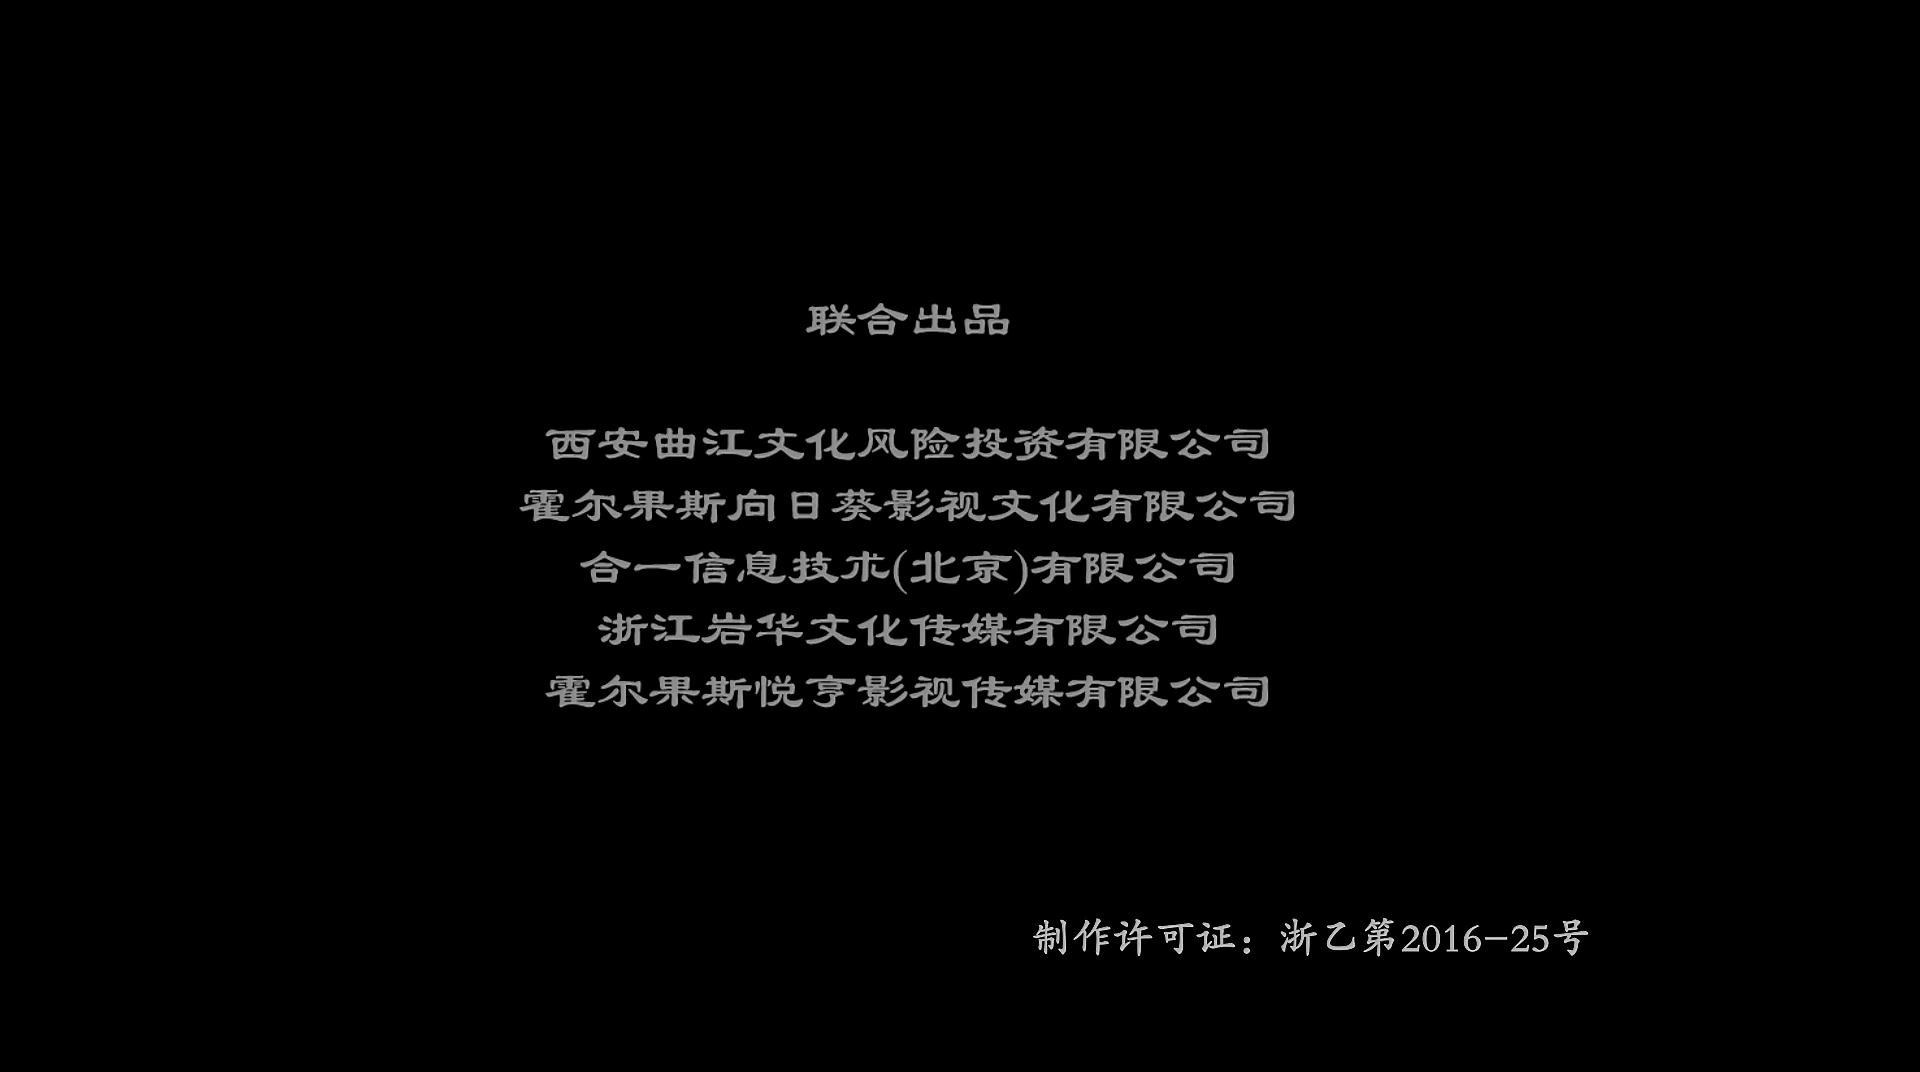 联合出品
西安曲江文化风险投资有限公司
霍尔果斯向日葵影视文化有限公司
合一信息技术(北京)有限公司
浙江岩华文化传媒有限公司
霍尔果斯悦亨影视传媒有限公司
制作许可证：浙乙第2016-25号